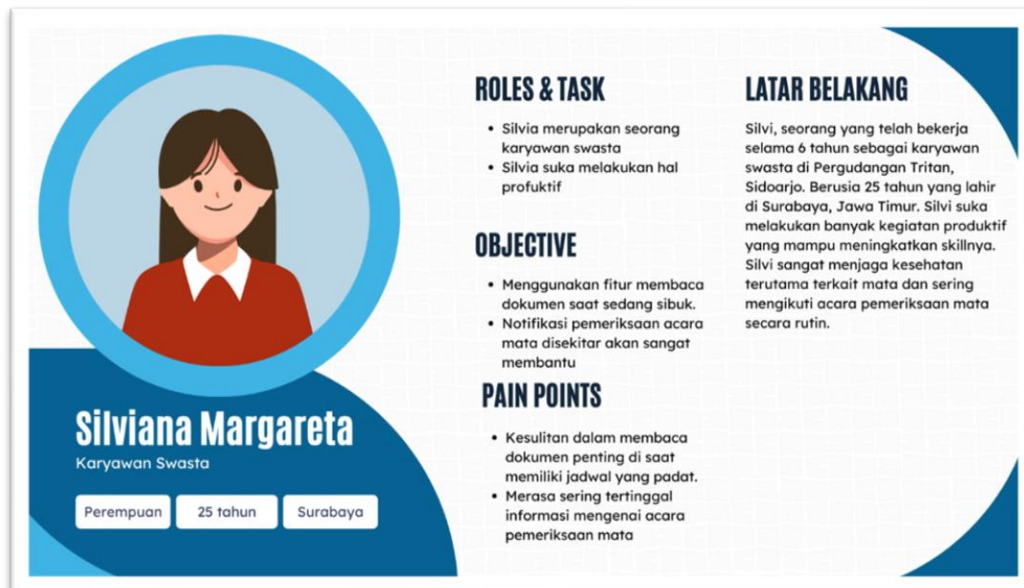 Silviana Margareta
Karyawan Swasta
Perempuan
25 tahun
Surabaya
ROLES & TASK
• Silvia merupakan seorang
karyawan swasta
• Silvia suka melakukan hal
profuktif
OBJECTIVE
• Menggunakan fitur membaca
dokumen saat sedang sibuk.
• Notifikasi pemeriksaan acara
mata disekitar akan sangat
membantu
PAIN POINTS
• Kesulitan dalam membaca
dokumen penting di saat
memiliki jadwal yang padat.
• Merasa sering tertinggal
informasi mengenai acara
pemeriksaan mata
LATAR BELAKANG
Silvi, seorang yang telah bekerja
selama 6 tahun sebagai karyawan
swasta di Pergudangan Tritan,
Sidoarjo. Berusia 25 tahun yang lahir
di Surabaya, Jawa Timur. Silvi suka
melakukan banyak kegiatan produktif
yang mampu meningkatkan skillnya.
Silvi sangat menjaga kesehatan
terutama terkait mata dan sering
mengikuti acara pemeriksaan mata
secara rutin.